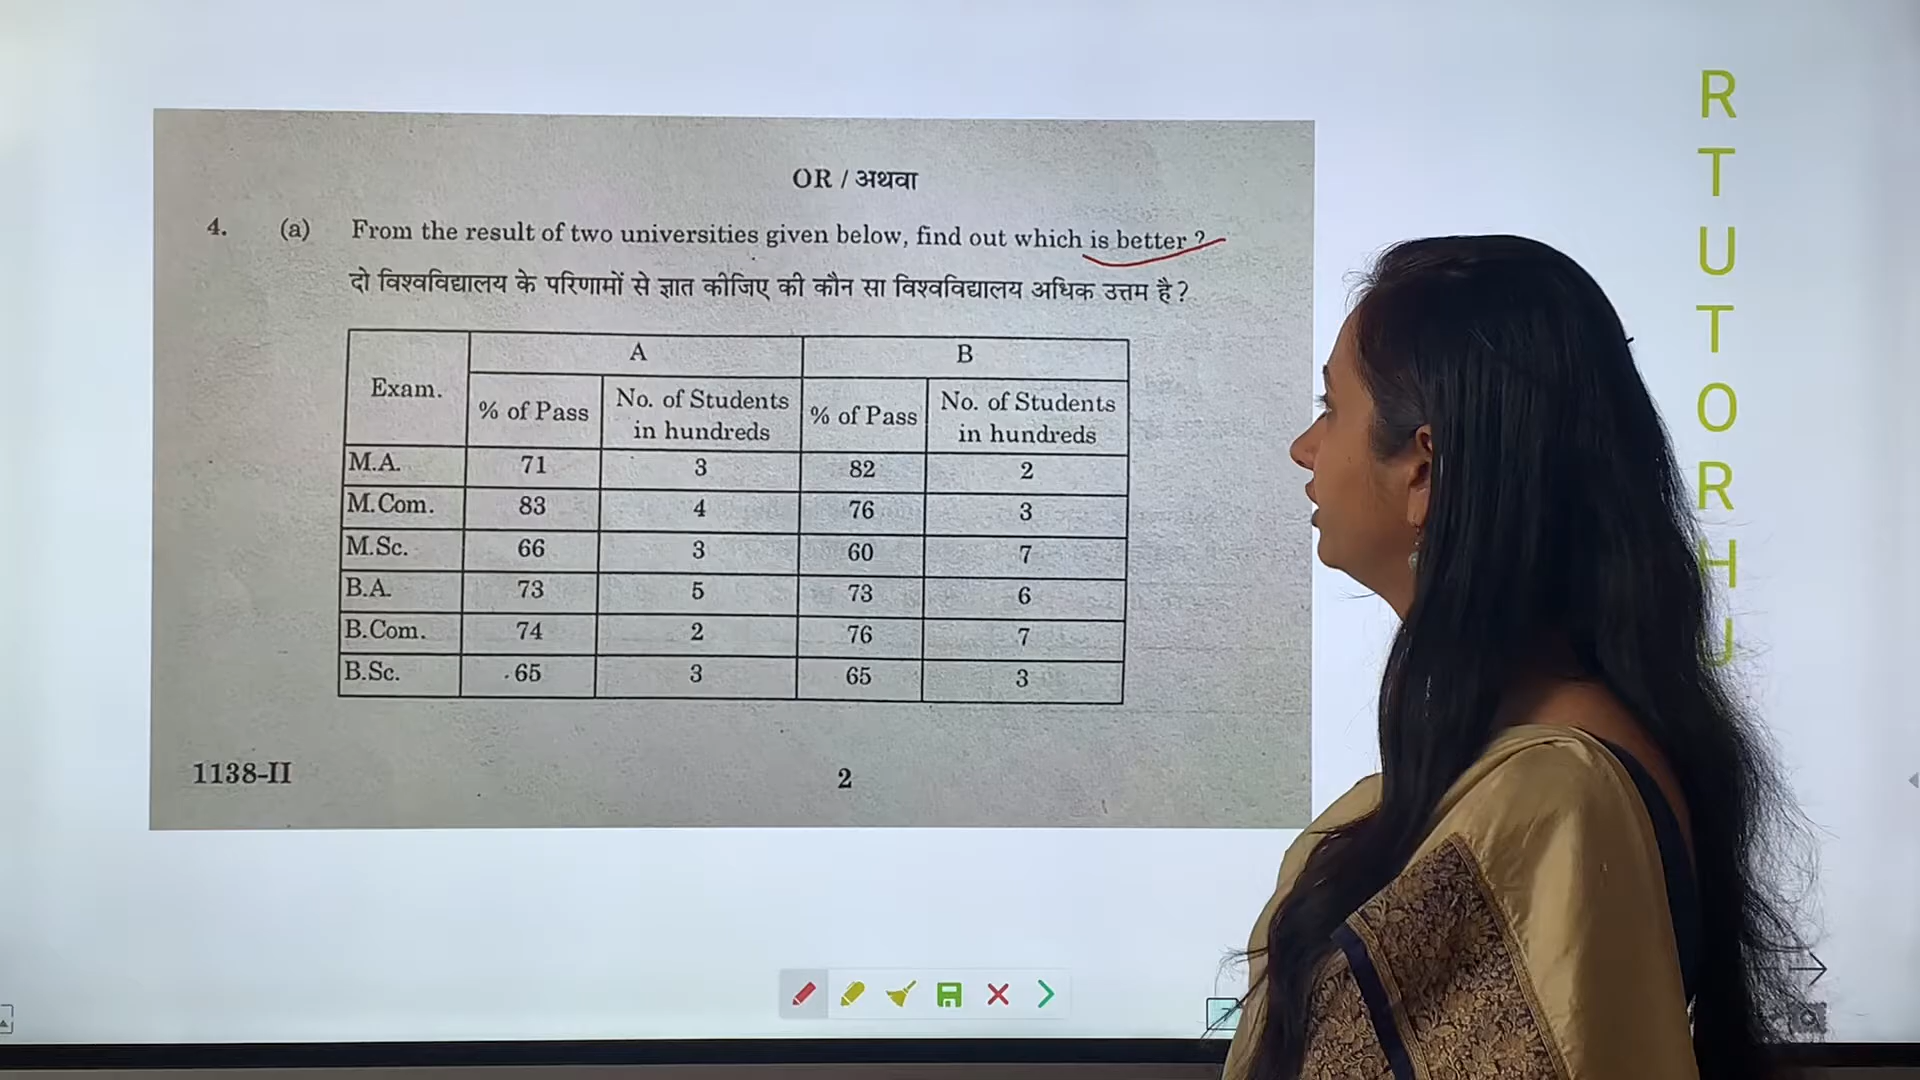 OR / अथवा
4. (a) From the result of two universities given below, find out which is better ?
दो विश्वविद्यालय के परिणामों से ज्ञात कीजिए की कौन सा विश्वविद्यालय अधिक उत्तम है ?
Exam. A B
% of Pass No. of Students in hundreds % of Pass No. of Students in hundreds
M.A. 71 3 82 2
M.Com. 83 4 76 3
M.Sc. 66 3 60 7
B.A. 73 5 73 6
B.Com. 74 2 76 7
B.Sc. 65 3 65 3
1138-II 2
R
T
U
T
O
R
H
J